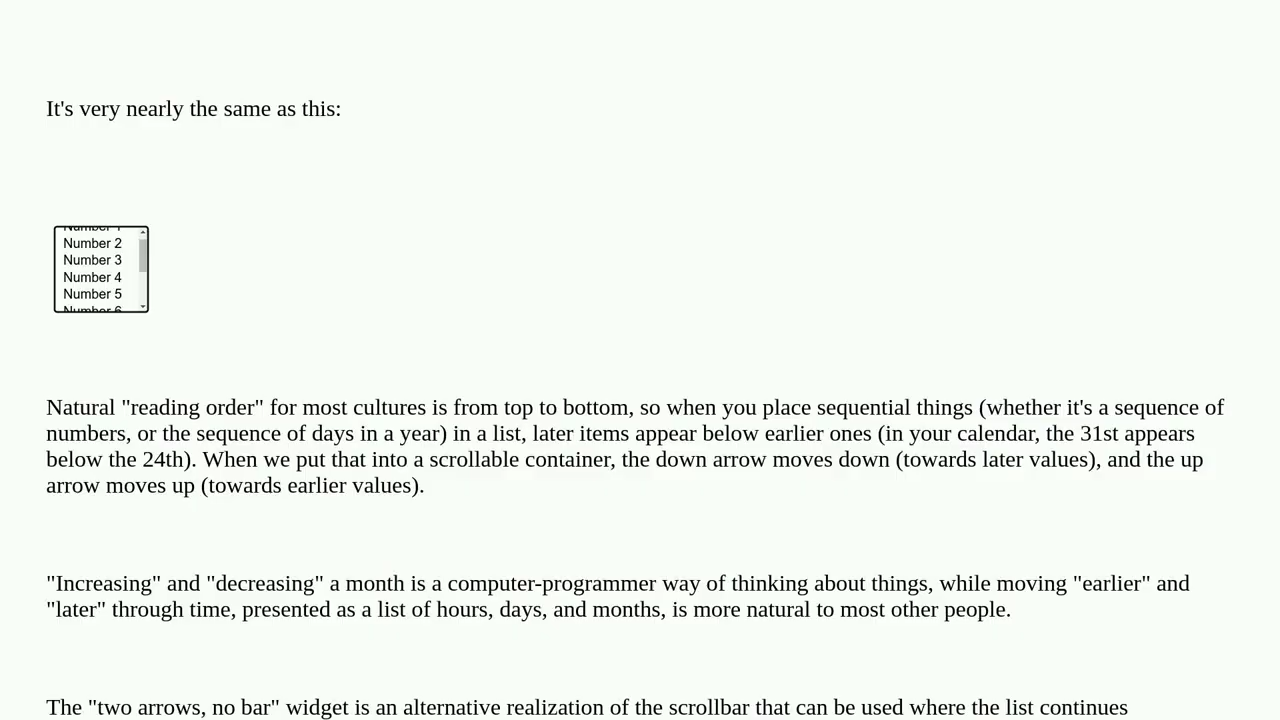 It's very nearly the same as this:
Number 2
Number 3
Number 4
Number 5
Natural "reading order" for most cultures is from top to bottom, so when you place sequential things (whether it's a sequence of
numbers, or the sequence of days in a year) in a list, later items appear below earlier ones (in your calendar, the 31st appears
below the 24th). When we put that into a scrollable container, the down arrow moves down (towards later values), and the up
arrow moves up (towards earlier values).
"Increasing" and "decreasing" a month is a computer-programmer way of thinking about things, while moving "earlier" and
"later" through time, presented as a list of hours, days, and months, is more natural to most other people.
The "two arrows, no bar" widget is an alternative realization of the scrollbar that can be used where the list continues